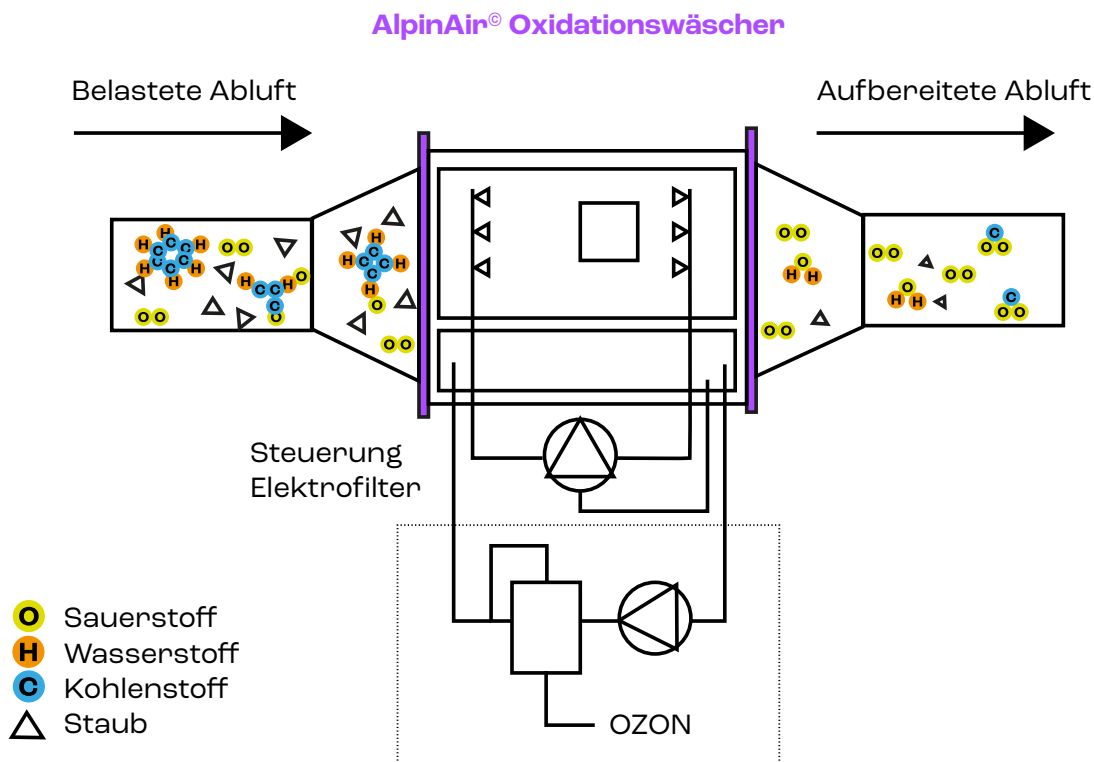 AlpinAir© Oxidationswäscher
Belastete Abluft
Aufbereitete Abluft
H
H C H
C C
C C
H C H
H
O O
H C C H O
C
O
O O
H
C
H C C H
C
H
O
O O
O O
O
H H
O O
O O
C
O O
O O
O
H H
C
O O
Steuerung
Elektrofilter
O Sauerstoff
H Wasserstoff
C Kohlenstoff
Staub
OZON